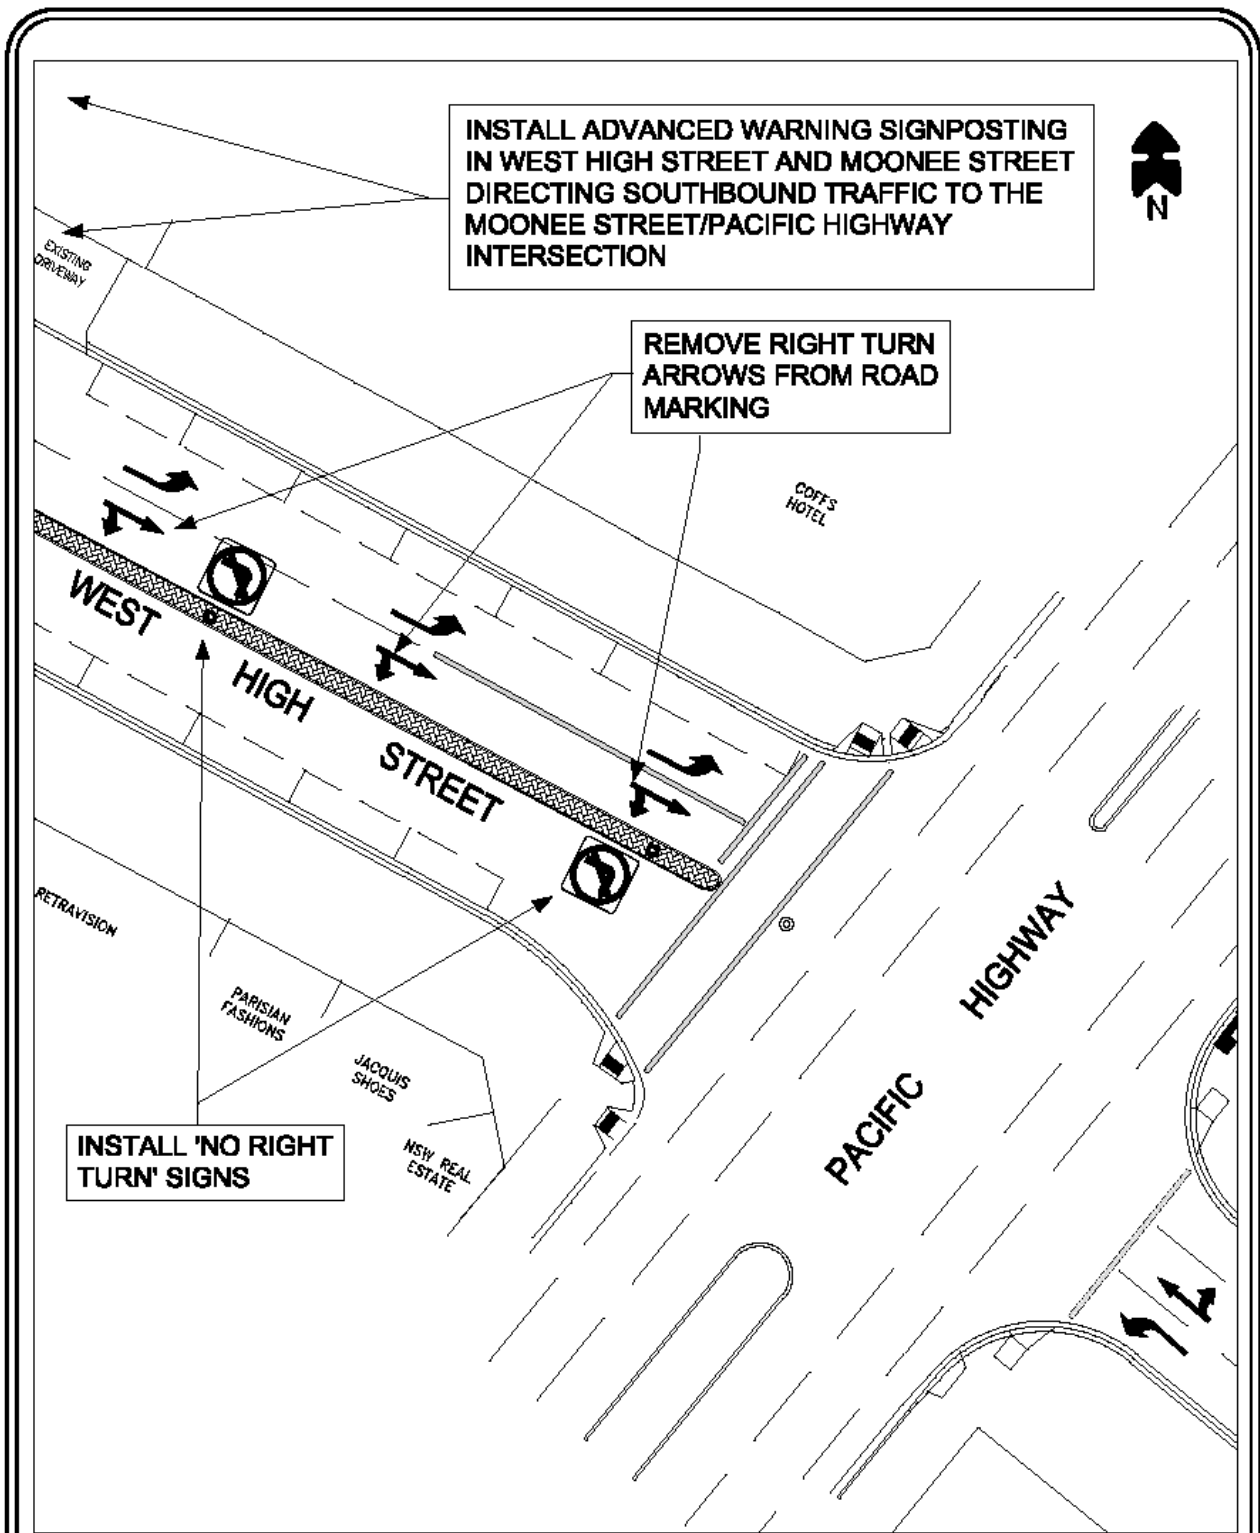 INSTALL ADVANCED WARNING SIGNPOSTING
IN WEST HIGH STREET AND MOONEE STREET
DIRECTING SOUTHBOUND TRAFFIC TO THE
MOONEE STREET/PACIFIC HIGHWAY
INTERSECTION
N
EXISTING
DRIVEWAY
REMOVE RIGHT TURN
ARROWS FROM ROAD
MARKING
COFFS
HOTEL
WEST
HIGH
STREET
RETRAVISION
PARISIAN
FASHIONS
JACQUIS
SHOES
NSW REAL
ESTATE
HIGHWAY
PACIFIC
INSTALL 'NO RIGHT
TURN' SIGNS